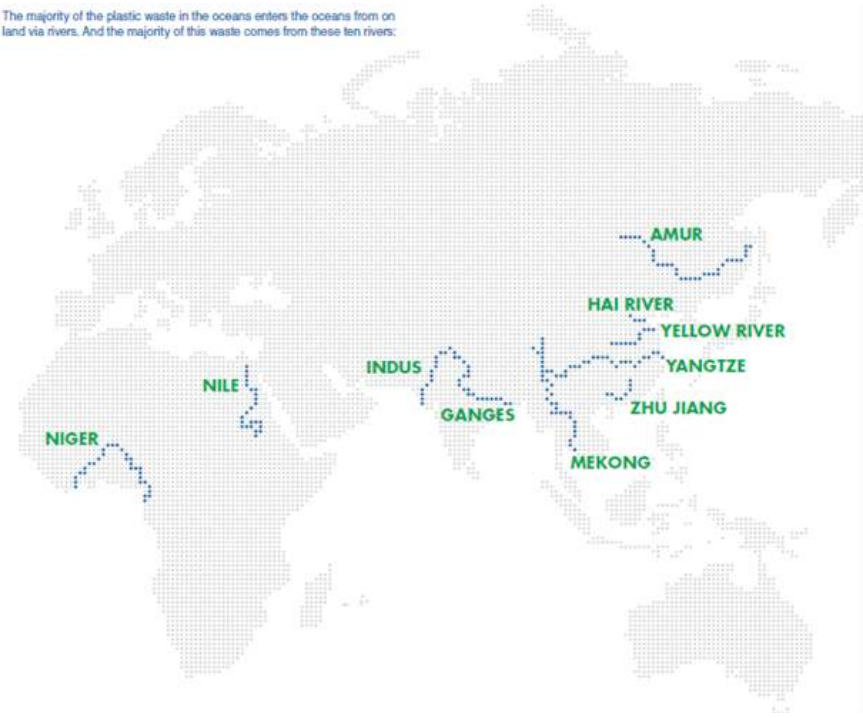 The majority of the plastic waste in the oceans enters the oceans from on
land via rivers. And the majority of this waste comes from these ten rivers:
AMUR
HAI RIVER
YELLOW RIVER
INDUS
YANGTZE
NILE
GANGES
ZHU JIANG
NIGER
MEKONG